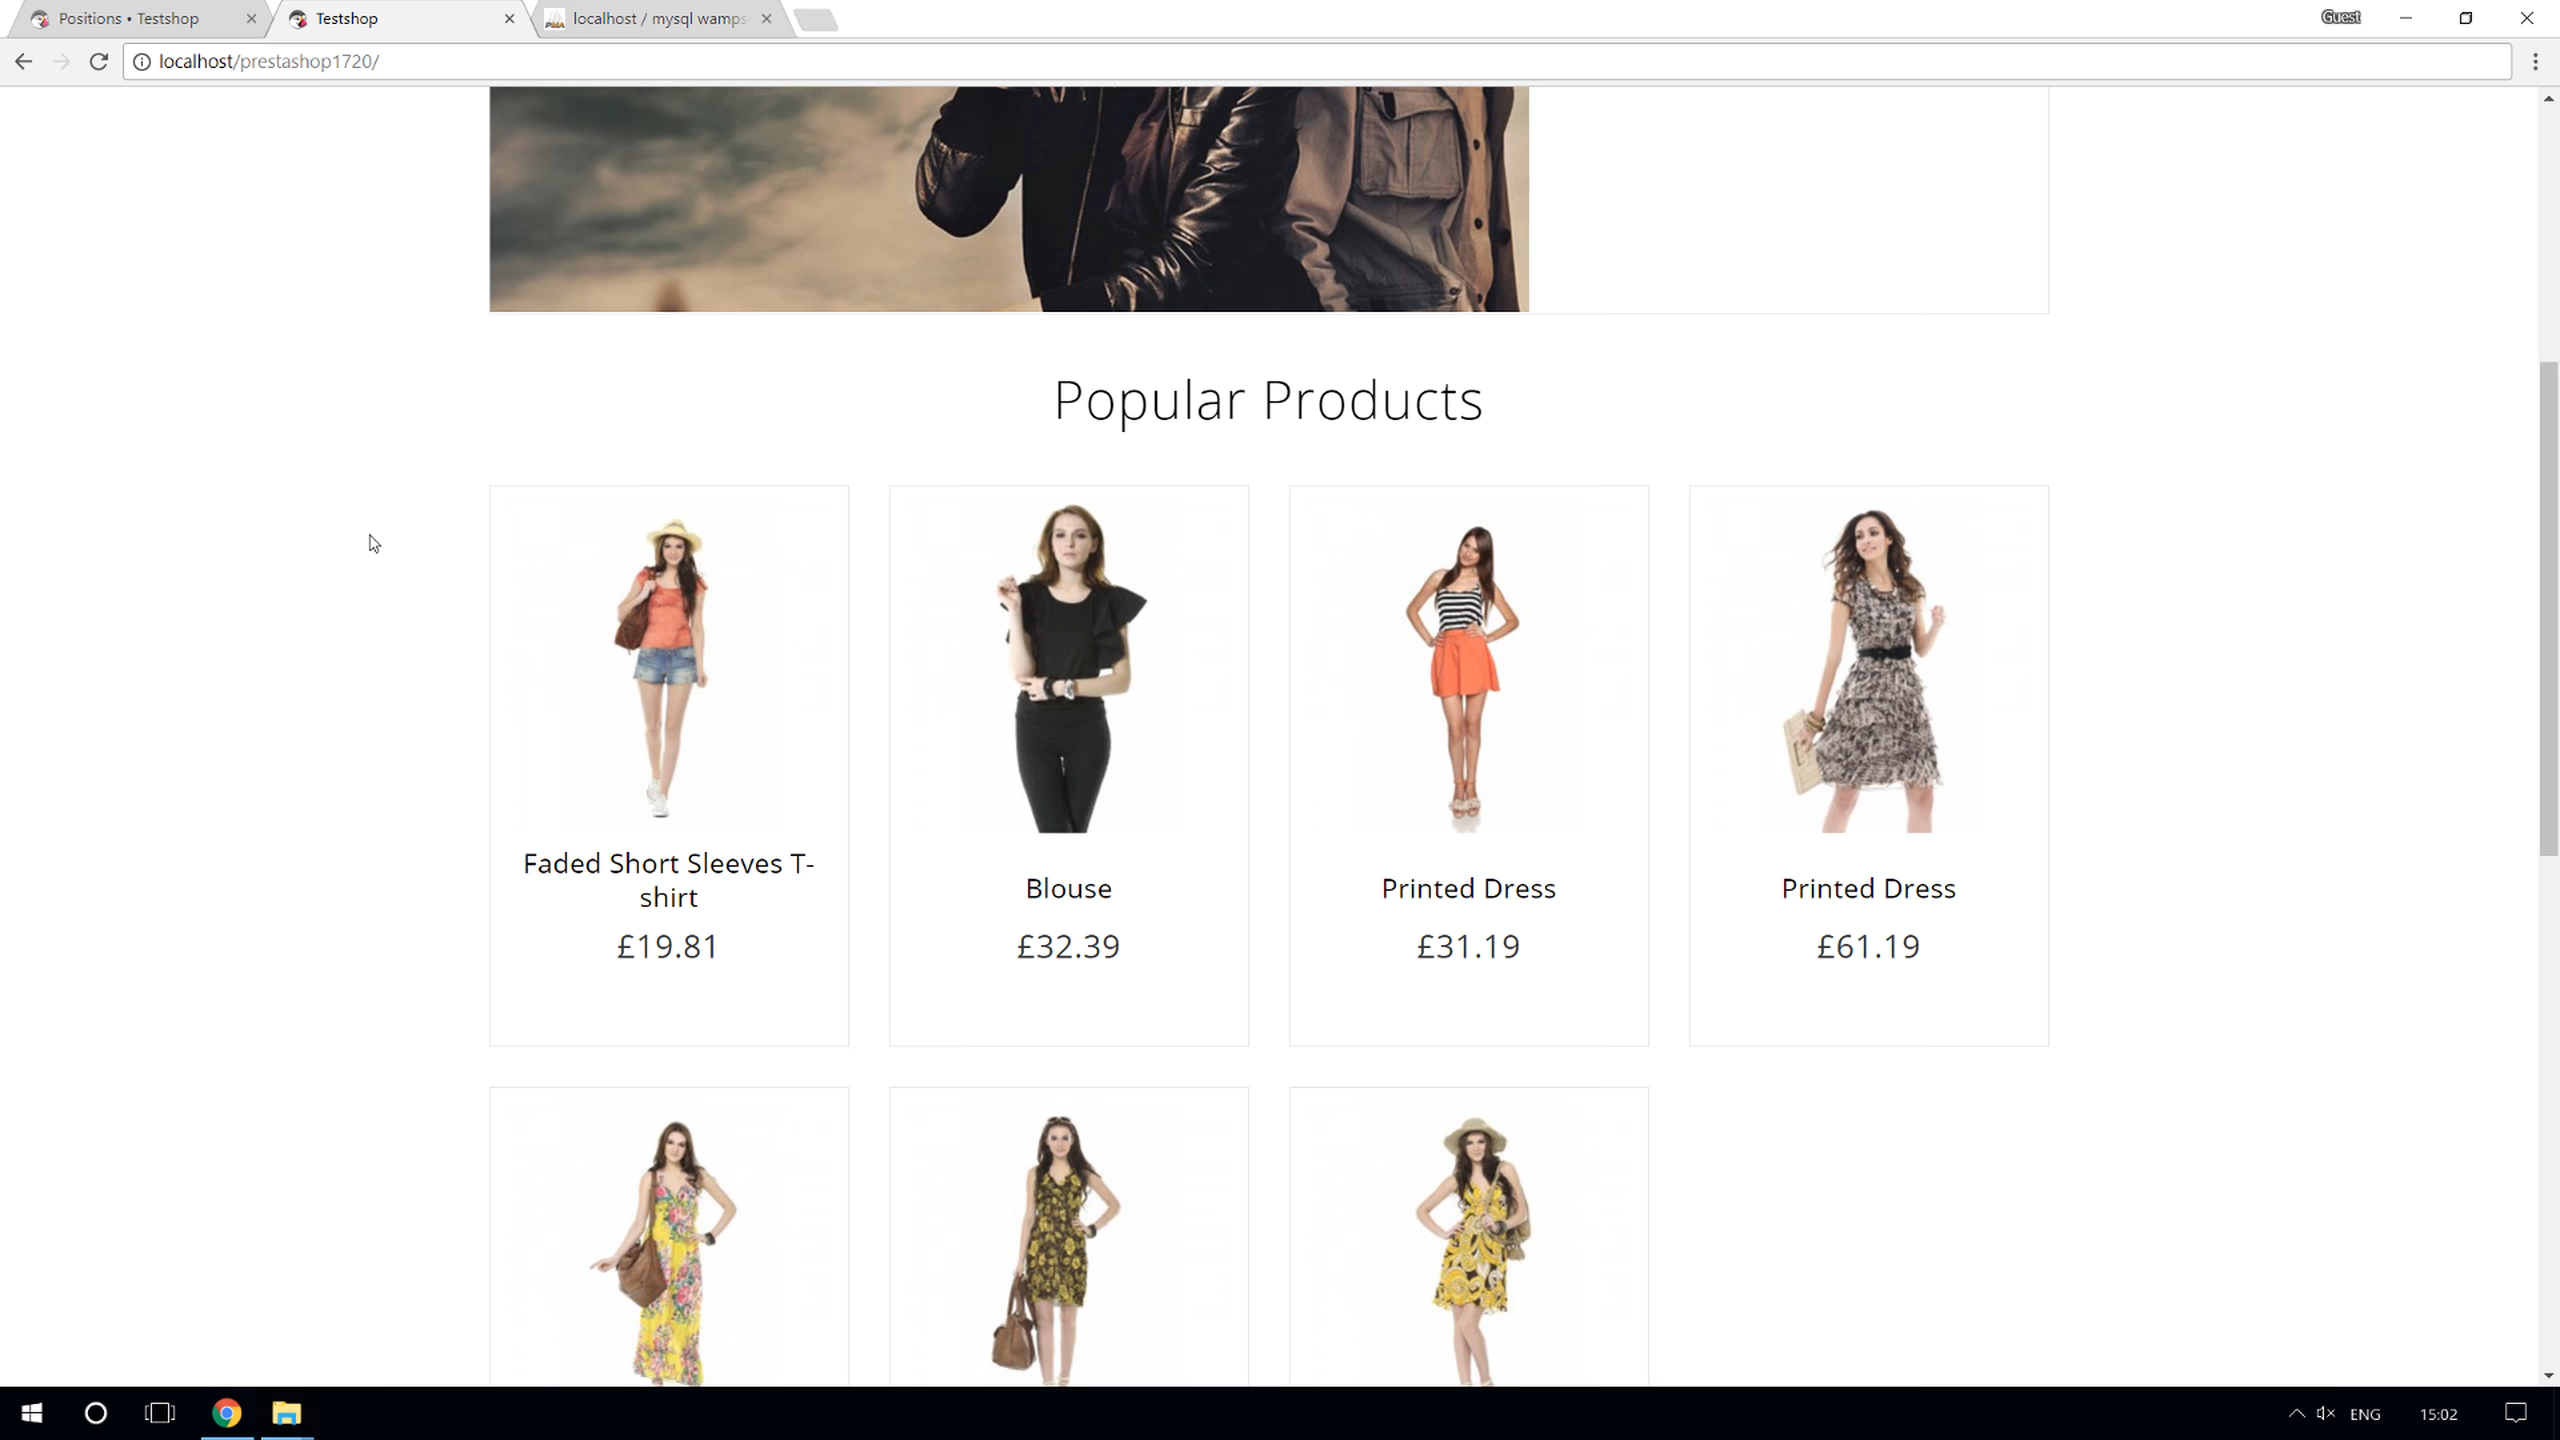 Positions • Testshop
Testshop
localhost / mysql wamps
Guest
localhost/prestashop1720/
Popular Products
Faded Short Sleeves T-
shirt
£19.81
Blouse
£32.39
Printed Dress
£31.19
Printed Dress
£61.19
ENG
15:02